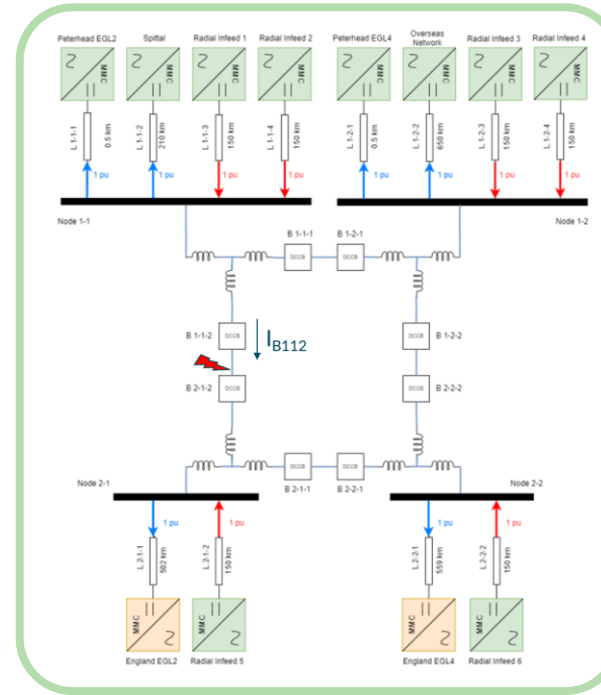 Peterhead EGL2
Spittal
Radial Infeed 1
Radial Infeed 2
Peterhead EGL4
Overseas
Network
Radial Infeed 3
Radial Infeed 4
MMC
MMC
MMC
MMC
MMC
MMC
MMC
MMC
L 1-1-1
0.5 km
L 1-1-2
210 km
L 1-1-3
150 km
L 1-1-4
150 km
L 1-2-1
0.5 km
L 1-2-2
650 km
L 1-2-3
150 km
L 1-2-4
150 km
1 pu
1 pu
1 pu
1 pu
1 pu
1 pu
1 pu
1 pu
Node 1-1
Node 1-2
B 1-1-1
B 1-2-1
DCCB
DCCB
B 1-1-2
DCCB
IB112
DCCB
B 1-2-2
B 2-1-2
DCCB
DCCB
B 2-2-2
Node 2-1
DCCB
DCCB
Node 2-2
B 2-1-1
B 2-2-1
1 pu
1 pu
1 pu
1 pu
L 2-1-1
502 km
L 2-1-2
150 km
L 2-2-1
559 km
L 2-2-2
150 km
MMC
MMC
MMC
MMC
England EGL2
Radial Infeed 5
England EGL4
Radial Infeed 6